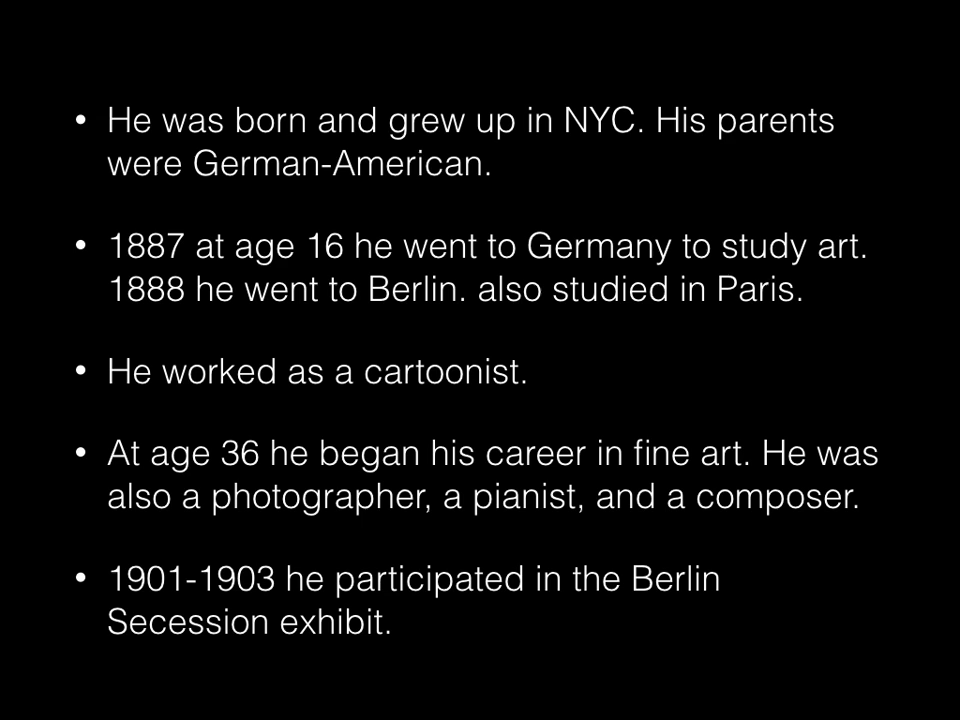 • He was born and grew up in NYC. His parents
were German-American.
• 1887 at age 16 he went to Germany to study art.
1888 he went to Berlin. also studied in Paris.
• He worked as a cartoonist.
• At age 36 he began his career in fine art. He was
also a photographer, a pianist, and a composer.
• 1901-1903 he participated in the Berlin
Secession exhibit.